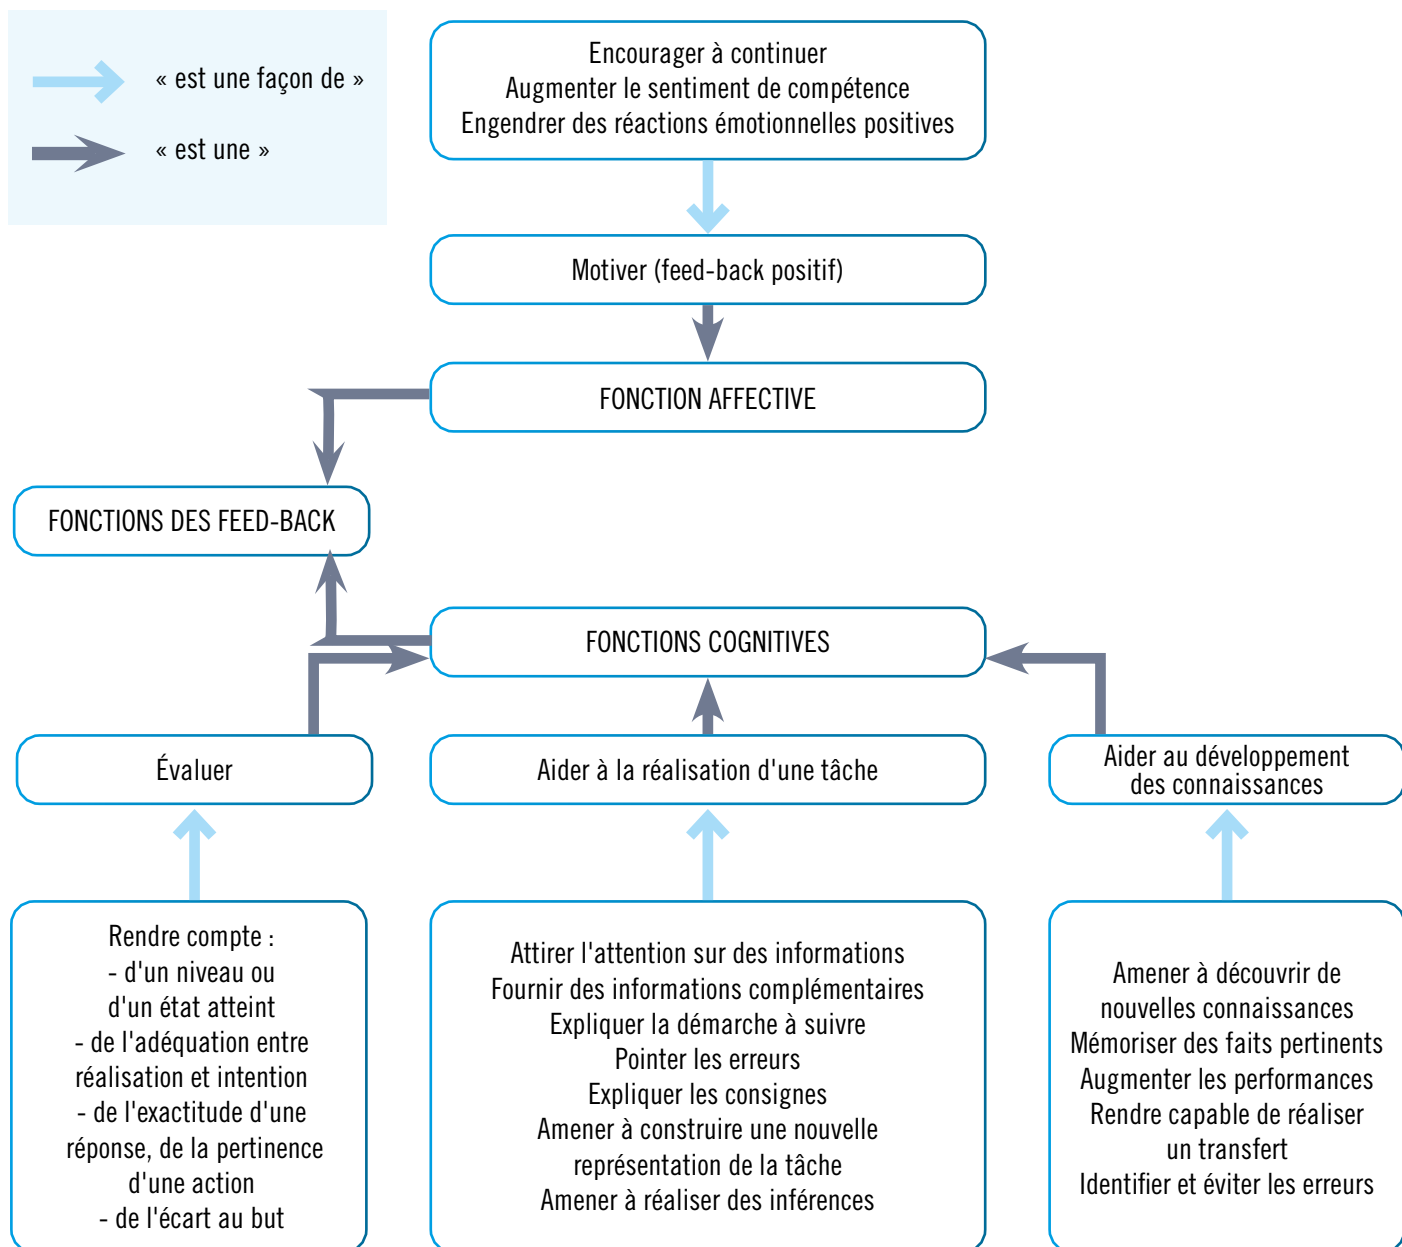 « est une façon de »
« est une »
Encourager à continuer
Augmenter le sentiment de compétence
Engendrer des réactions émotionnelles positives
Motiver (feed-back positif)
FONCTION AFFECTIVE
FONCTIONS DES FEED-BACK
FONCTIONS COGNITIVES
Évaluer
Aider à la réalisation d'une tâche
Aider au développement
des connaissances
Rendre compte :
- d'un niveau ou
d'un état atteint
- de l'adéquation entre
réalisation et intention
- de l'exactitude d'une
réponse, de la pertinence
d'une action
- de l'écart au but
Attirer l'attention sur des informations
Fournir des informations complémentaires
Expliquer la démarche à suivre
Pointer les erreurs
Expliquer les consignes
Amener à construire une nouvelle
représentation de la tâche
Amener à réaliser des inférences
Amener à découvrir de
nouvelles connaissances
Mémoriser des faits pertinents
Augmenter les performances
Rendre capable de réaliser
un transfert
Identifier et éviter les erreurs